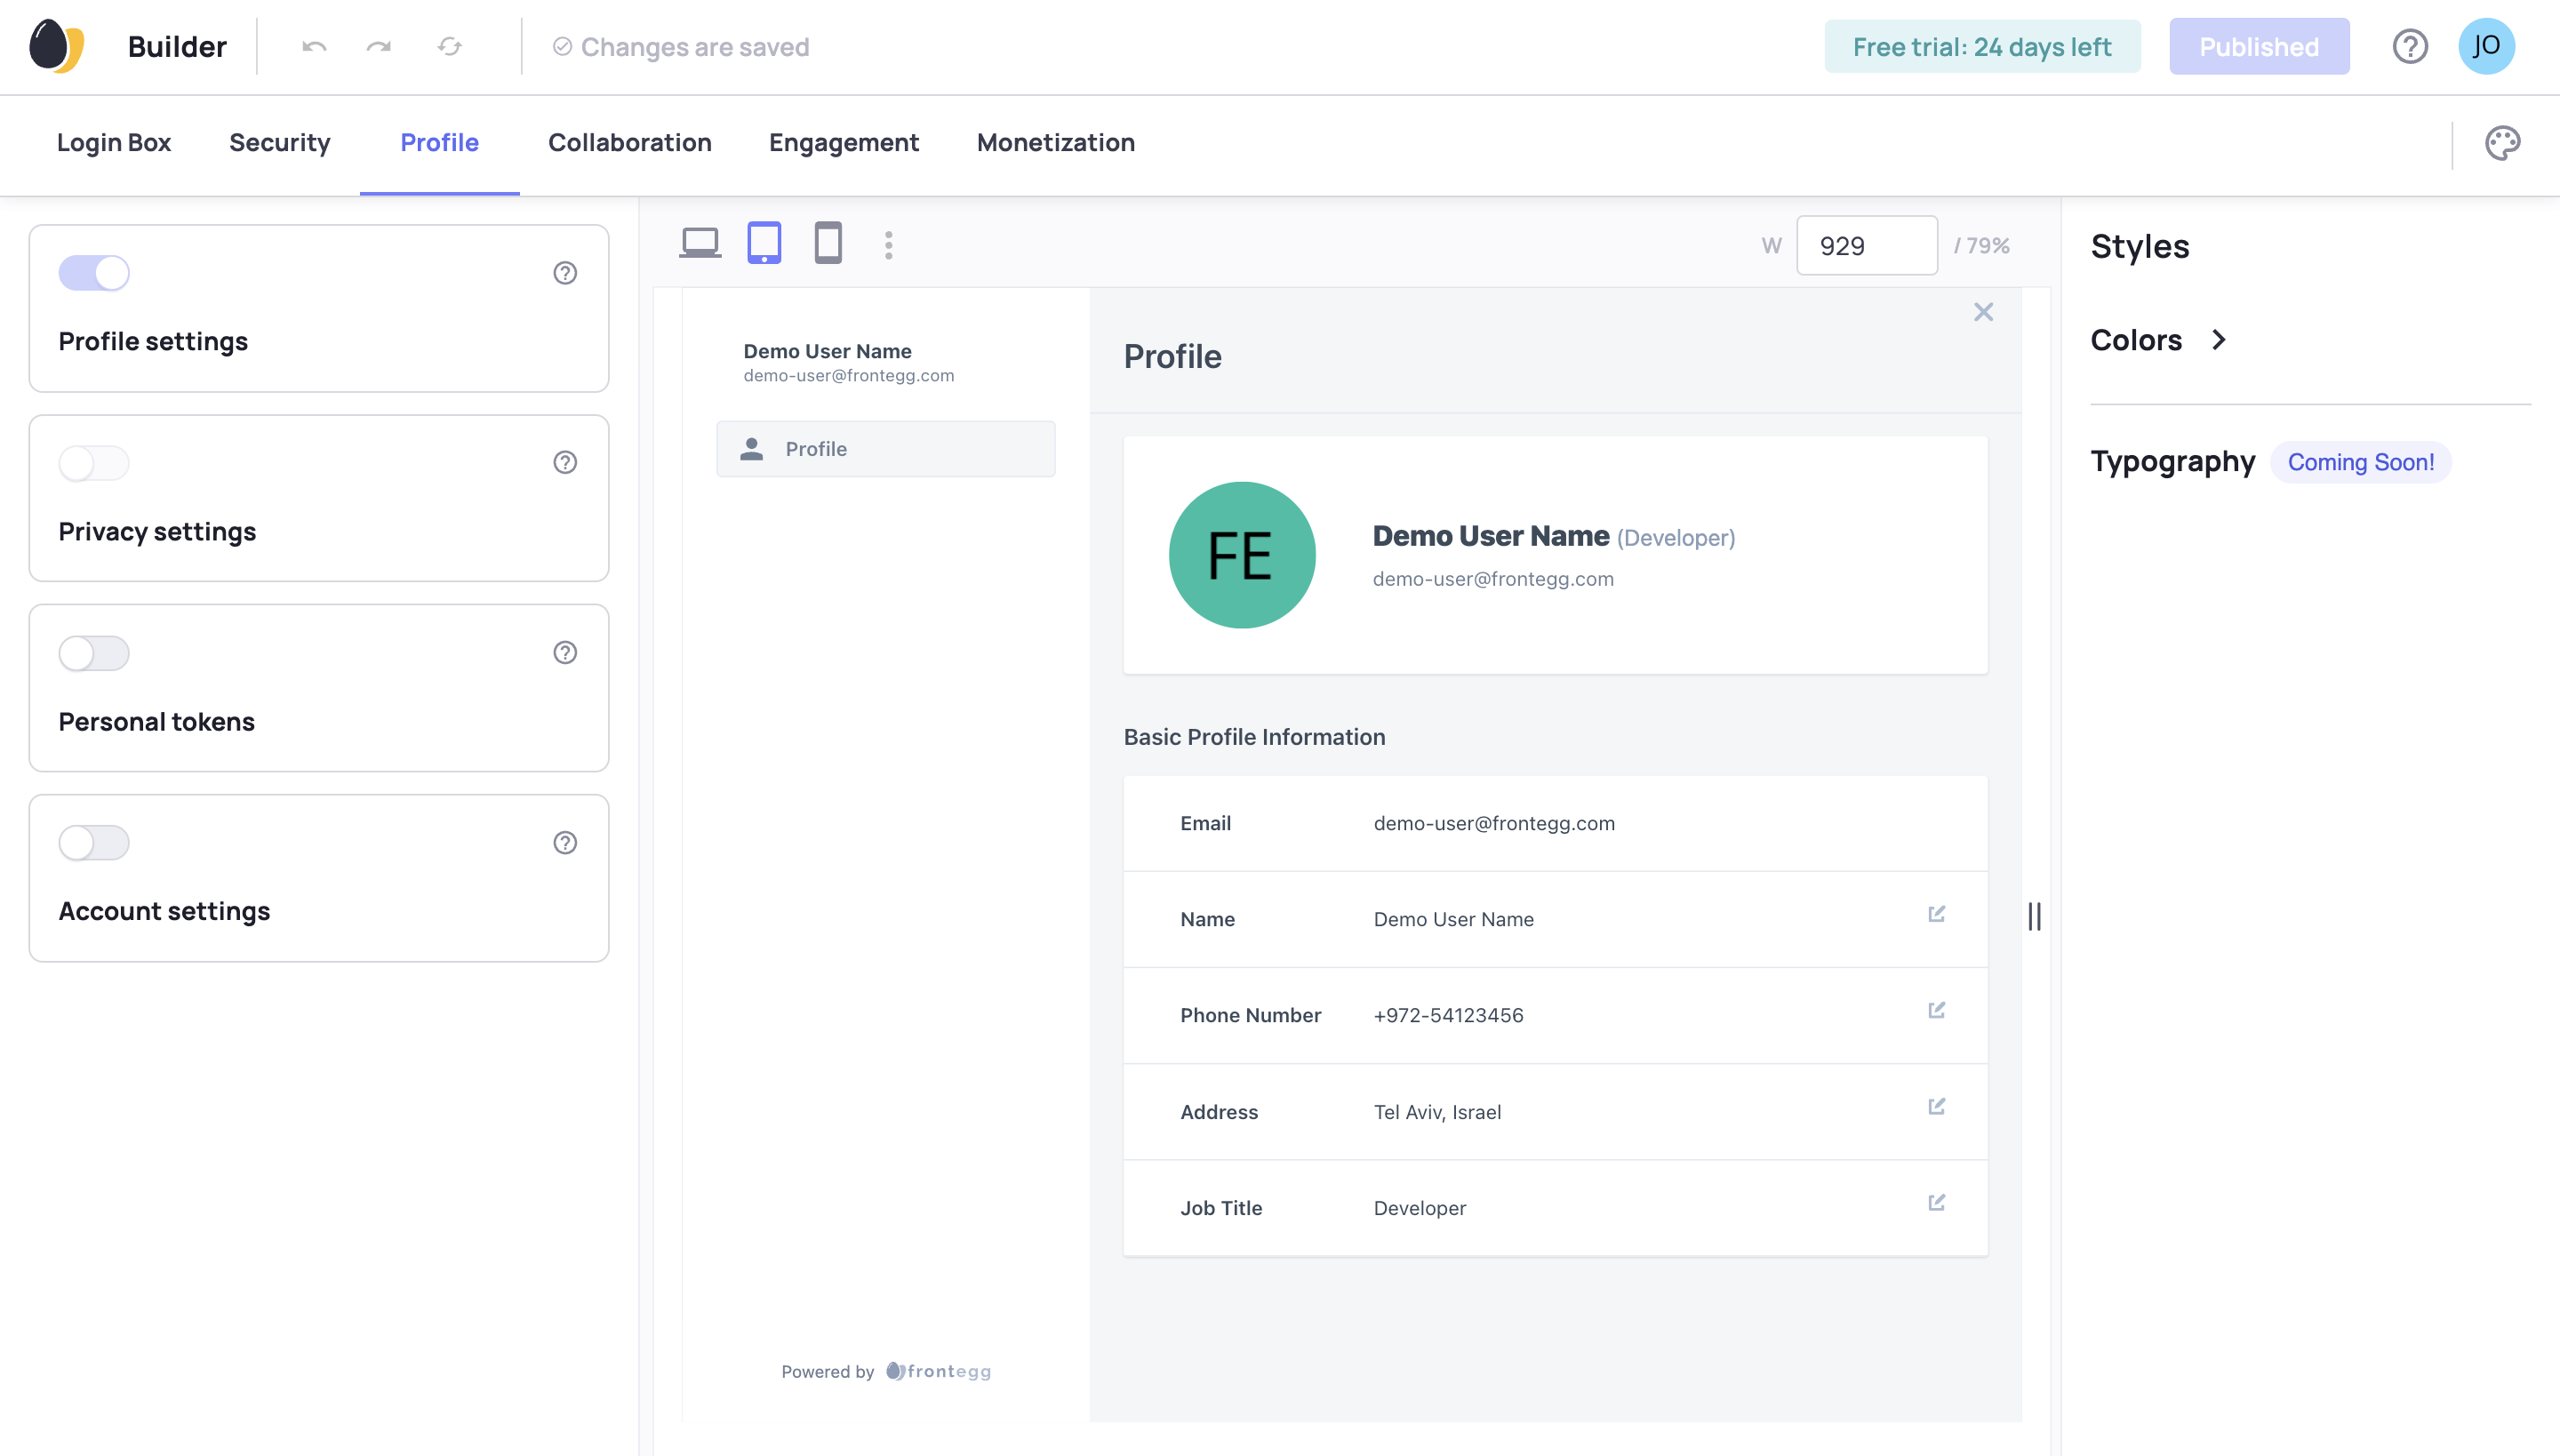 Builder
Changes are saved
Free trial: 24 days left
Published
JO
Login Box
Security
Profile
Collaboration
Engagement
Monetization
Profile settings
Privacy settings
Personal tokens
Account settings
W
929
/ 79%
Demo User Name
demo-user@frontegg.com
Profile
Powered by frontegg
Profile
FE
Demo User Name (Developer)
demo-user@frontegg.com
Basic Profile Information
Email demo-user@frontegg.com
Name Demo User Name
Phone Number +972-54123456
Address Tel Aviv, Israel
Job Title Developer
Styles
Colors
Typography Coming Soon!